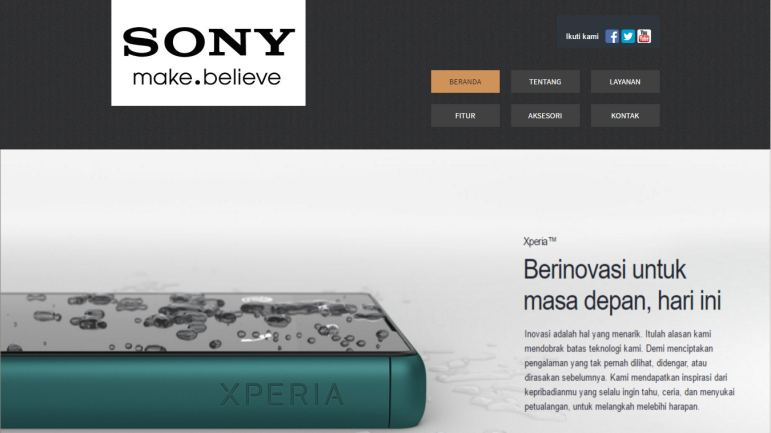 SONY
make.believe
Ikuti kami
You Tube
BERANDA
TENTANG
LAYANAN
FITUR
AKSESORI
KONTAK
Xperia™
Berinovasi untuk
masa depan, hari ini
Inovasi adalah hal yang menarik. Itulah alasan kami
mendobrak batas teknologi kami. Demi menciptakan
pengalaman yang tak pernah dilihat, didengar, atau
dirasakan sebelumnya. Kami mendapatkan inspirasi dari
kepribadianmu yang selalu ingin tahu, ceria, dan menyukai
petualangan, untuk melangkah melebihi harapan.
XPERIA